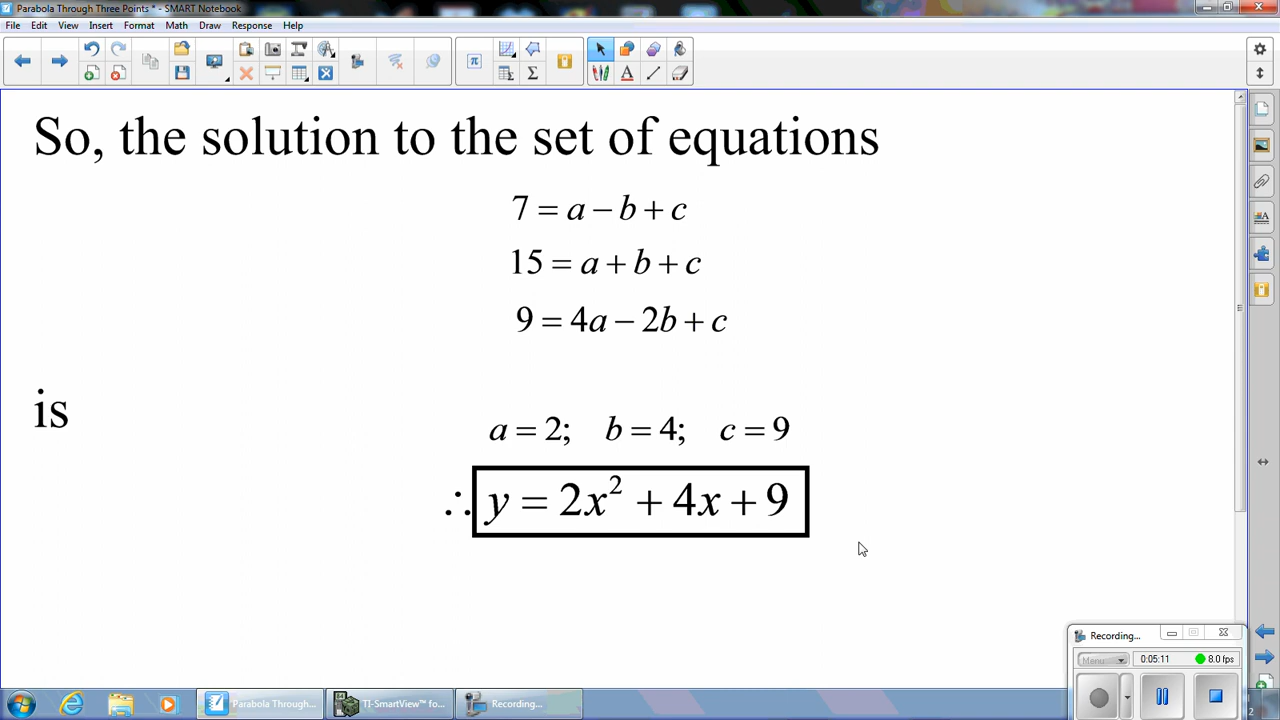 Parabola Through Three Points * - SMART Notebook
File Edit View Insert Format Math Draw Response Help
So, the solution to the set of equations
7 = a − b + c
15 = a + b + c
9 = 4a − 2b + c
is
a = 2; b = 4; c = 9
∴ y = 2x² + 4x + 9
Recording...
Menu 0:05:11 8.0 fps
Parabola Through... TI-SmartView™ fo... Recording...